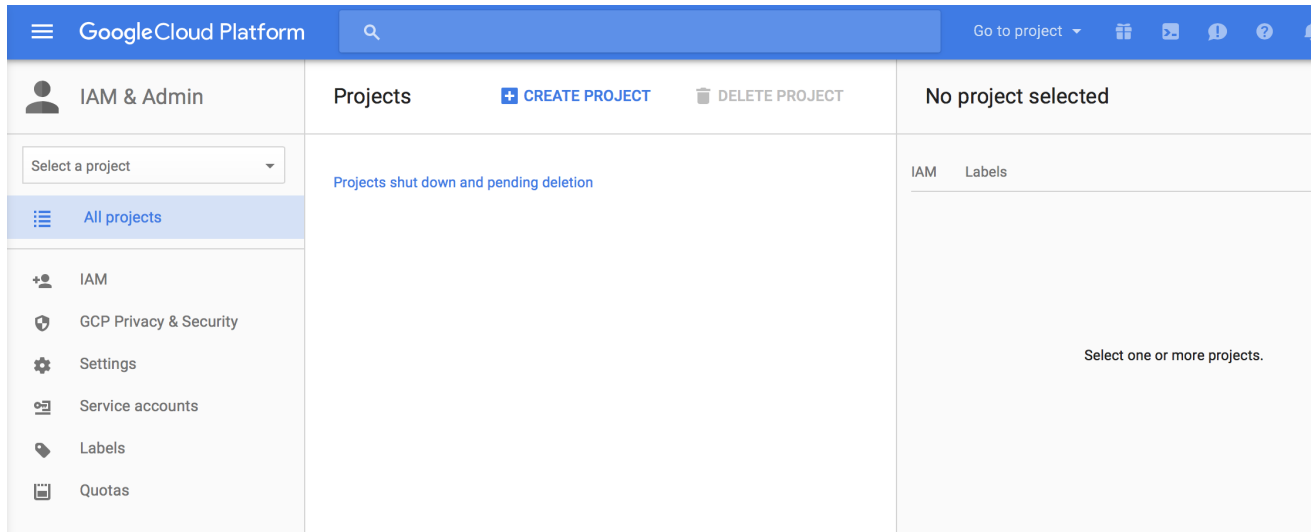 GoogleCloud Platform
Go to project
IAM & Admin
Projects
CREATE PROJECT
DELETE PROJECT
No project selected
Select a project
All projects
Projects shut down and pending deletion
IAM Labels
IAM
GCP Privacy & Security
Settings
Service accounts
Labels
Quotas
Select one or more projects.